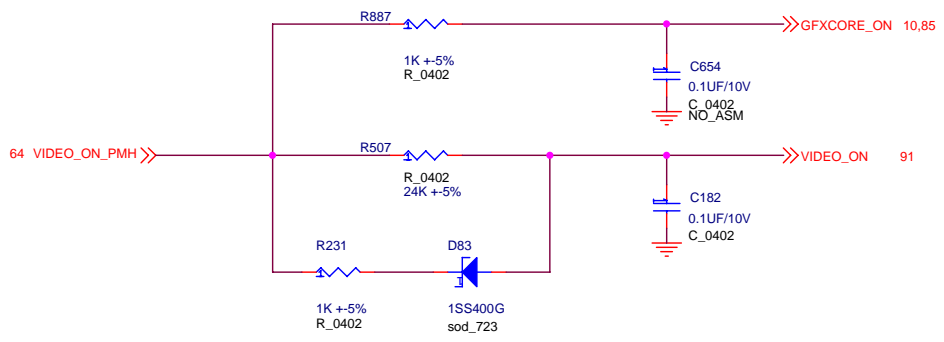 R887
GFXCORE_ON 10,85
1K +-5%
R_0402
C654
0.1UF/10V
C_0402
NO_ASM
64 VIDEO_ON_PMH
R507
VIDEO_ON 91
R_0402
24K +-5%
C182
0.1UF/10V
C_0402
R231
D83
1K +-5%
R_0402
1SS400G
sod_723